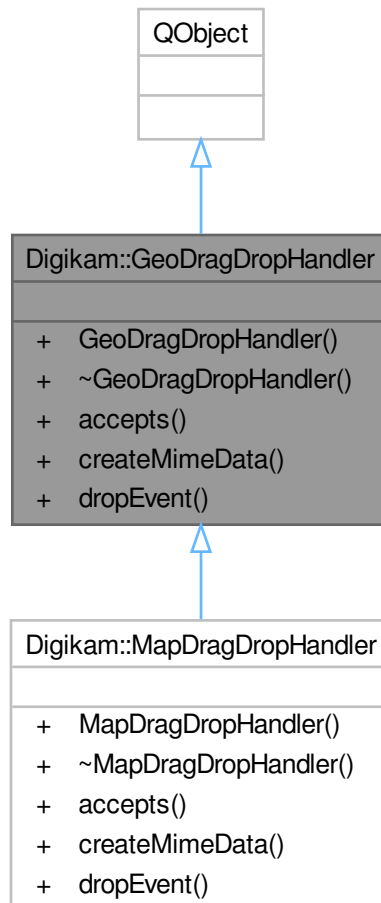 QObject
Digikam::GeoDragDropHandler
+ GeoDragDropHandler()
+ ~GeoDragDropHandler()
+ accepts()
+ createMimeData()
+ dropEvent()
Digikam::MapDragDropHandler
+ MapDragDropHandler()
+ ~MapDragDropHandler()
+ accepts()
+ createMimeData()
+ dropEvent()